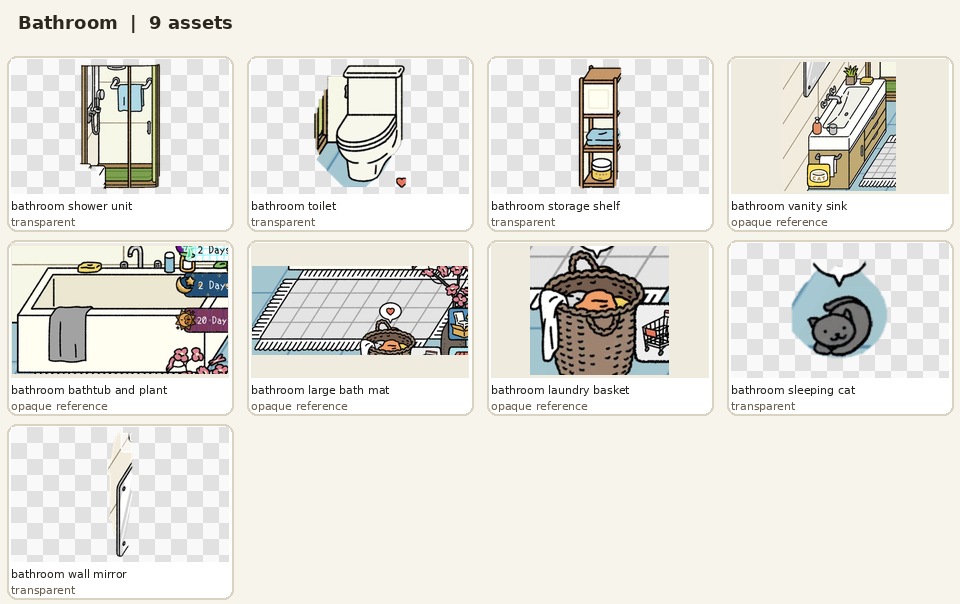 Bathroom | 9 assets
bathroom shower unit
transparent
bathroom toilet
transparent
bathroom storage shelf
transparent
CAT
bathroom vanity sink
opaque reference
2 Days
2 Days
20 Day
bathroom bathtub and plant
opaque reference
bathroom large bath mat
opaque reference
bathroom laundry basket
opaque reference
bathroom sleeping cat
transparent
bathroom wall mirror
transparent